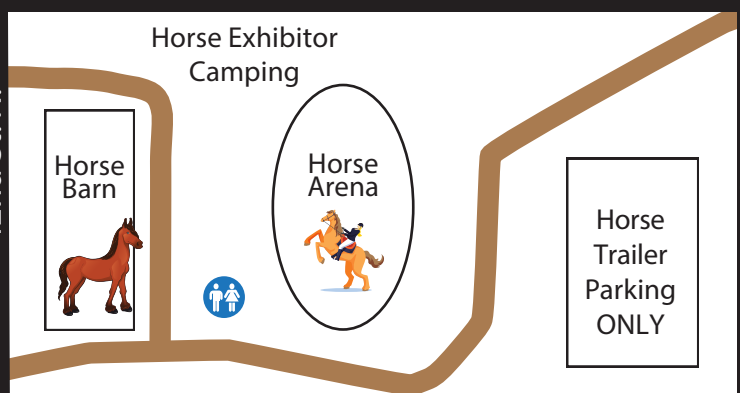 Horse Exhibitor
Camping
Horse
Barn
Horse
Arena
Horse
Trailer
Parking
ONLY